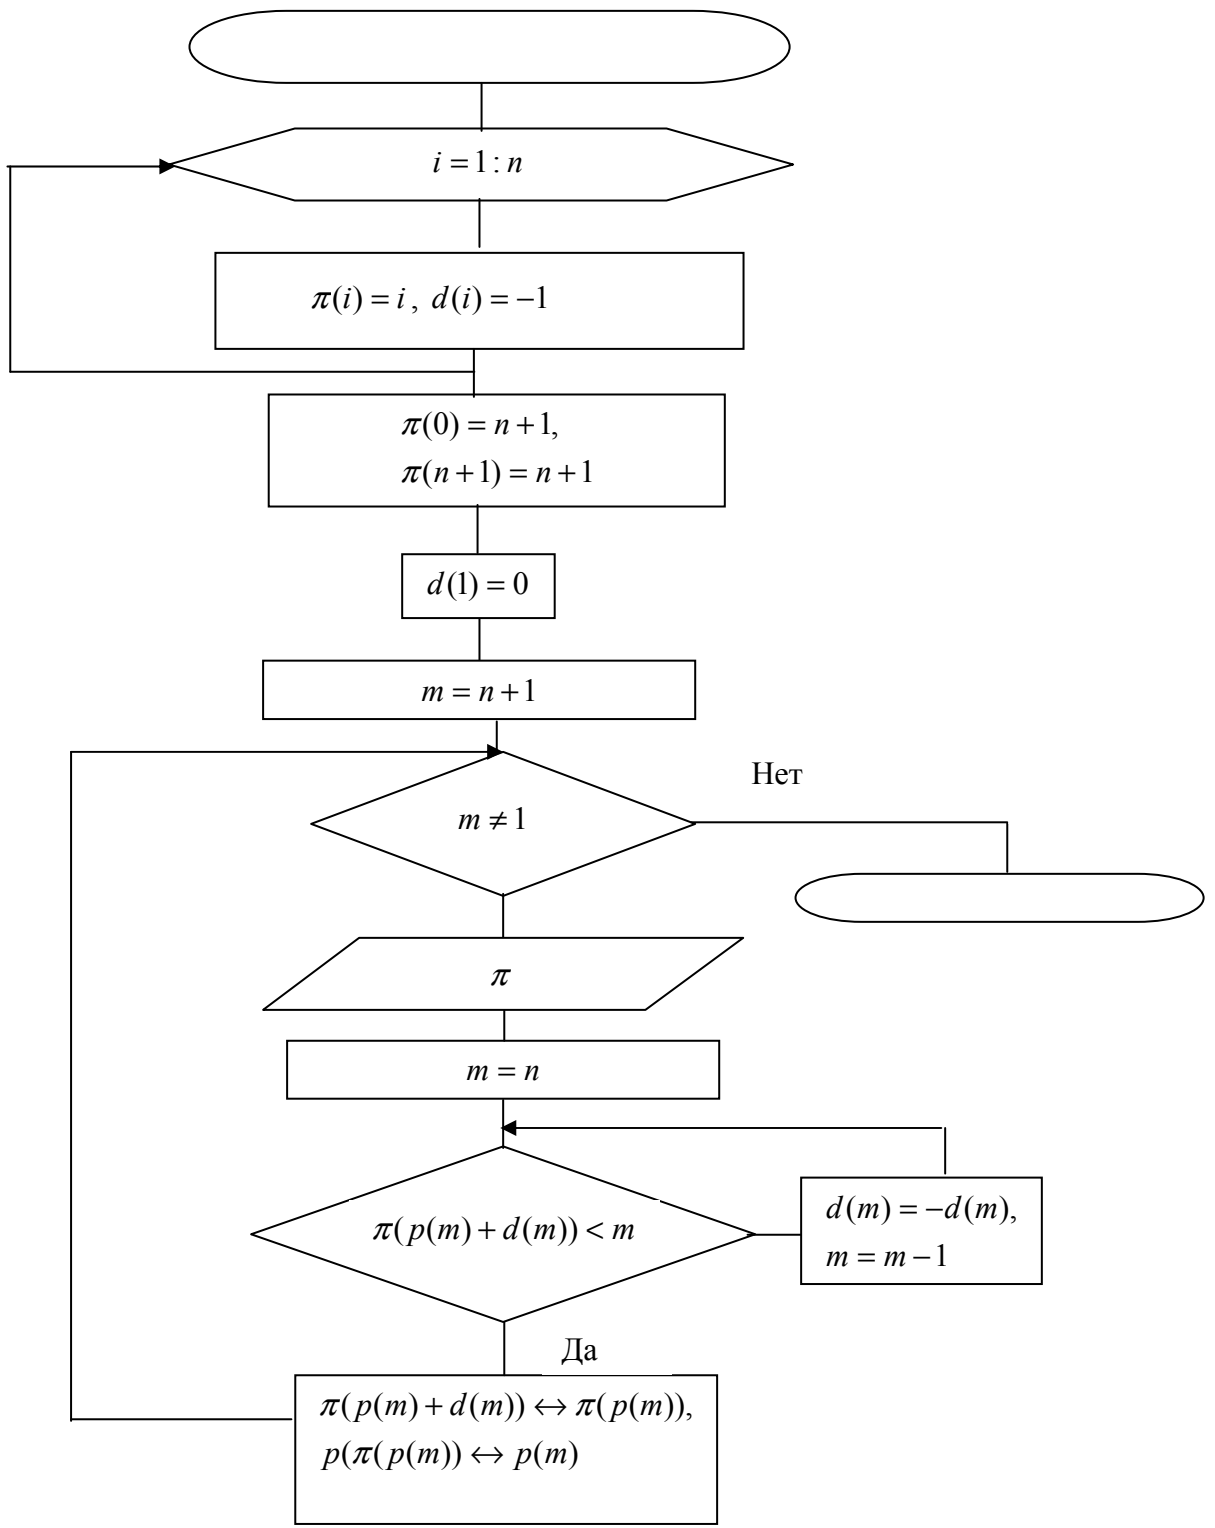 i = 1 : n
π(i) = i, d(i) = −1
π(0) = n + 1,
π(n + 1) = n + 1
d(1) = 0
m = n + 1
Нет
m ≠ 1
π
m = n
π(p(m) + d(m)) < m
d(m) = −d(m),
m = m − 1
Да
π(p(m) + d(m)) ↔ π(p(m)),
p(π(p(m)) ↔ p(m)